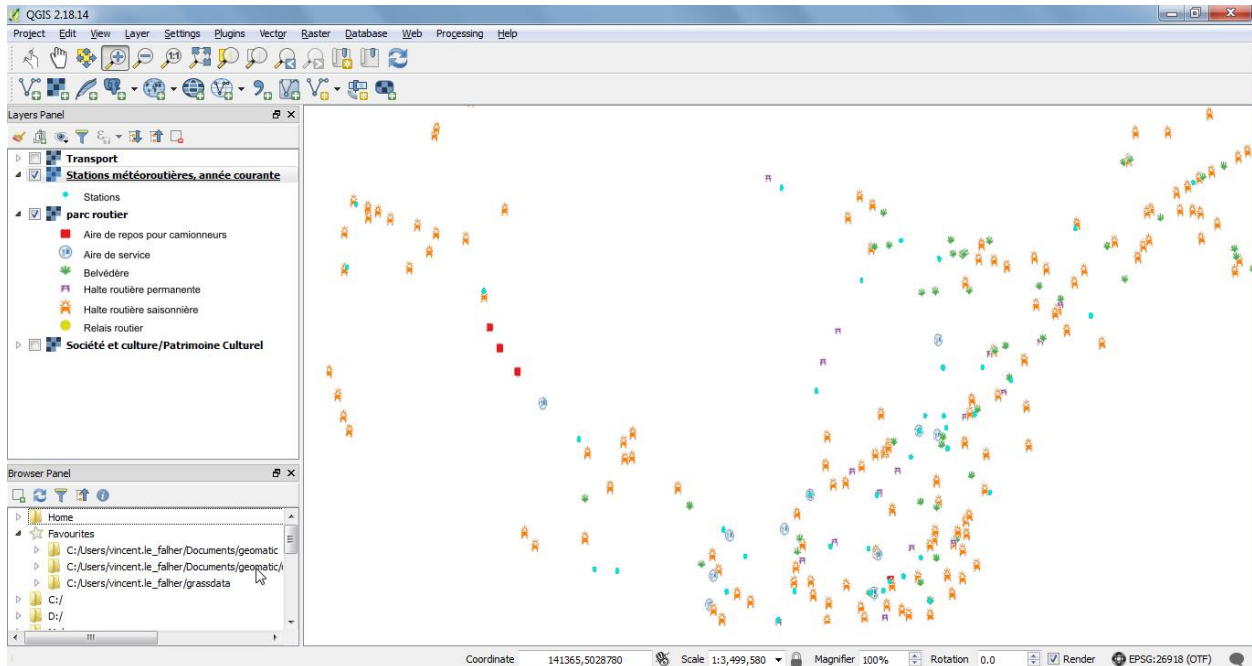 QGIS 2.18.14
Project Edit View Layer Settings Plugins Vector Raster Database Web Processing Help
Layers Panel
Transport
Stations météoroutières, année courante
Stations
parc routier
Aire de repos pour camionneurs
Aire de service
Belvédère
Halte routière permanente
Halte routière saisonnière
Relais routier
Société et culture/Patrimoine Culturel
Browser Panel
Home
Favourites
C:/Users/vincent.le_falher/Documents/geomatic
C:/Users/vincent.le_falher/Documents/geomatic/
C:/Users/vincent.le_falher/grassdata
C:/
D:/
Coordinate 141365,5028780 Scale 1:3,499,580 Magnifier 100% Rotation 0.0 Render EPSG:26918 (OTF)